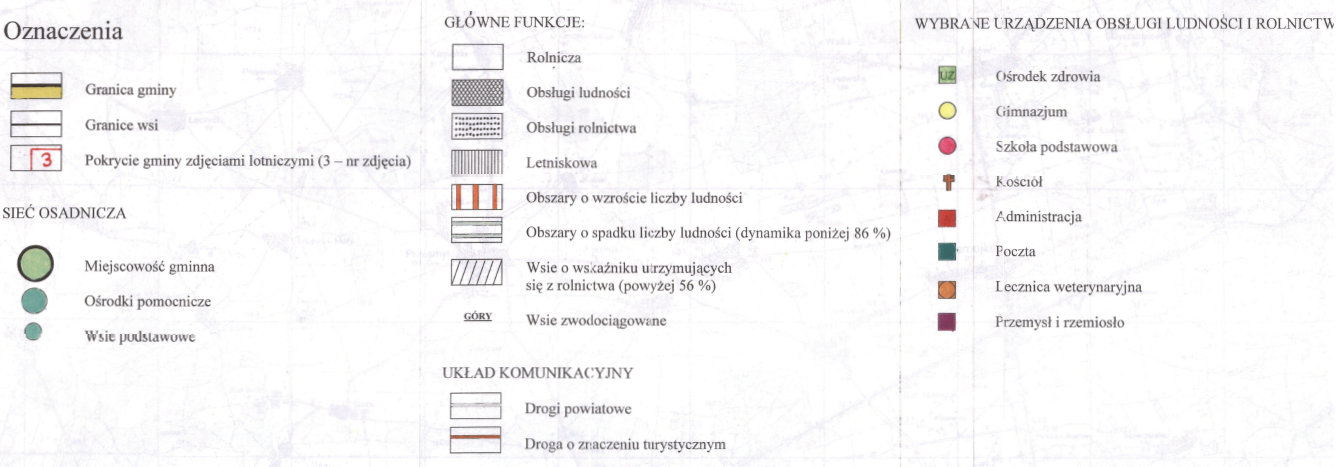 Oznaczenia
Granica gminy
Granice wsi
3
Pokrycie gminy zdjęciami lotniczymi (3 – nr zdjęcia)
SIEĆ OSADNICZA
Miejscowość gminna
Ośrodki pomocnicze
Wsie podstawowe
GŁÓWNE FUNKCJE:
Rolnicza
Obsługi ludności
Obsługi rolnictwa
Letniskowa
Obszary o wzroście liczby ludności
Obszary o spadku liczby ludności (dynamika poniżej 86 %)
Wsie o wskaźniku utrzymujących
się z rolnictwa (powyżej 56 %)
GÓRY
Wsie zwodociągowane
UKŁAD KOMUNIKACYJNY
Drogi powiatowe
Droga o znaczeniu turystycznym
WYBRANE URZĄDZENIA OBSŁUGI LUDNOŚCI I ROLNICTW
UZ
Ośrodek zdrowia
Gimnazjum
Szkoła podstawowa
Kościół
Administracja
Poczta
Lecznica weterynaryjna
Przemysł i rzemiosło